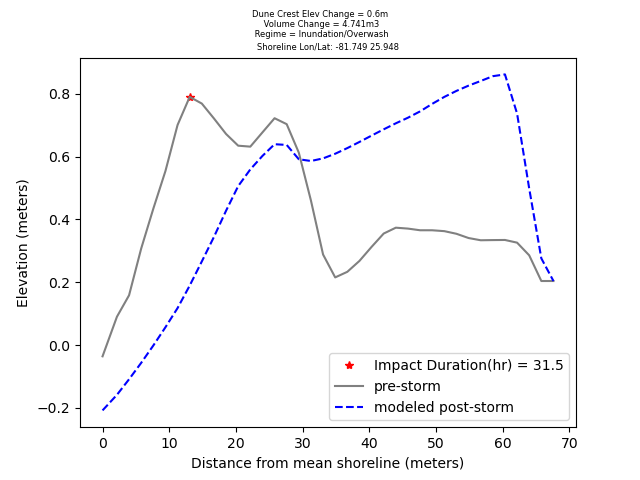 Dune Crest Elev Change = 0.6m
Volume Change = 4.741m3
Regime = Inundation/Overwash
Shoreline Lon/Lat: -81.749 25.948
0.8
0.6
0.4
0.2
0.0
−0.2
Elevation (meters)
Impact Duration(hr) = 31.5
pre-storm
modeled post-storm
0 10 20 30 40 50 60 70
Distance from mean shoreline (meters)